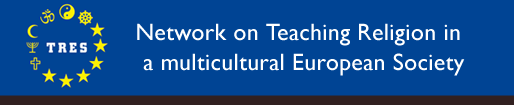 TRES
Network on Teaching Religion in
a multicultural European Society